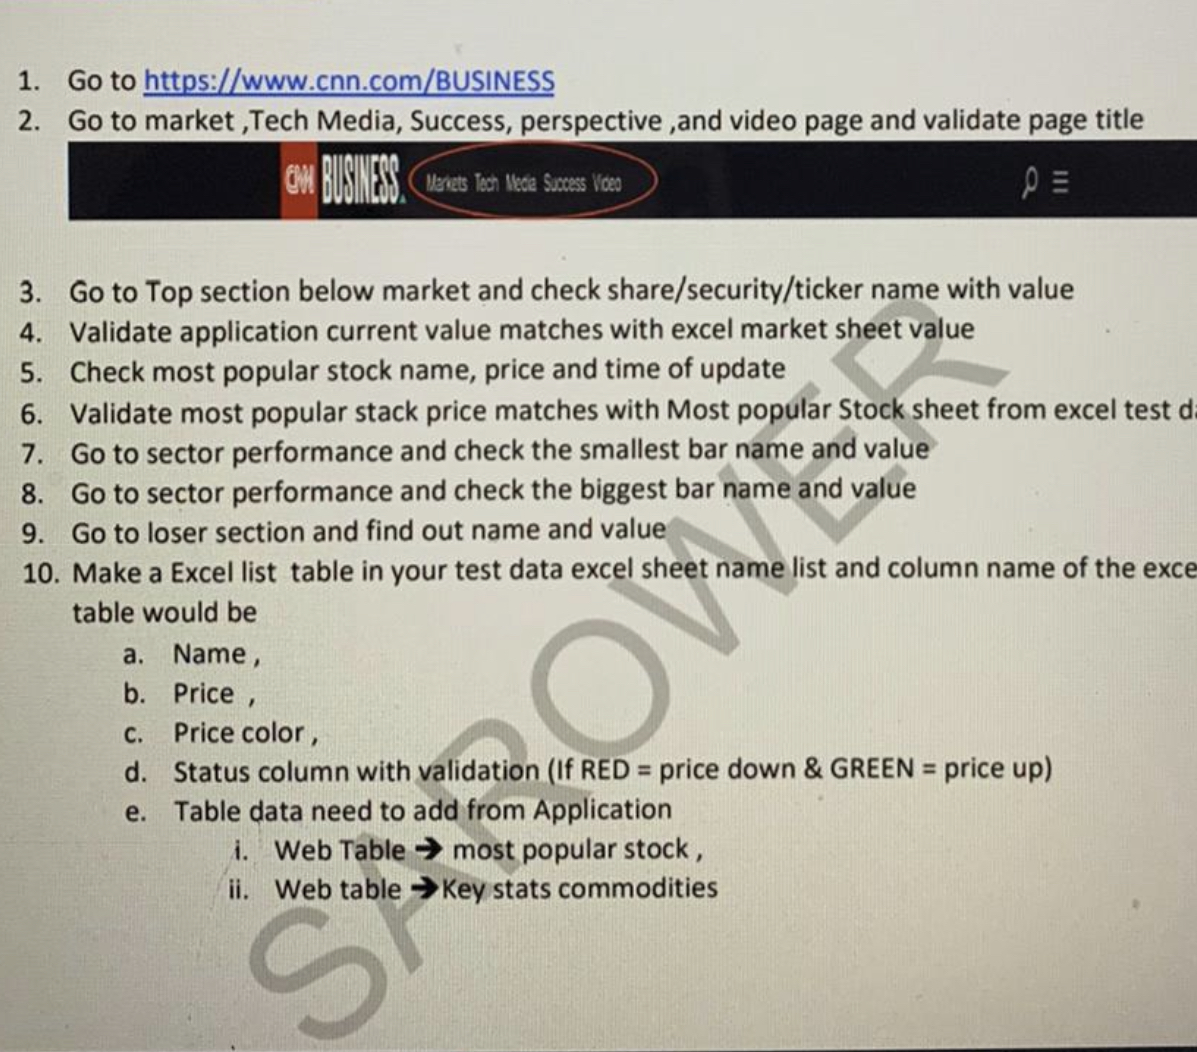 1. Go to https://www.cnn.com/BUSINESS
2. Go to market ,Tech Media, Success, perspective ,and video page and validate page title
CNN BUSINESS. Markets Tech Media Success Video
3. Go to Top section below market and check share/security/ticker name with value
4. Validate application current value matches with excel market sheet value
5. Check most popular stock name, price and time of update
6. Validate most popular stack price matches with Most popular Stock sheet from excel test da
7. Go to sector performance and check the smallest bar name and value
8. Go to sector performance and check the biggest bar name and value
9. Go to loser section and find out name and value
10. Make a Excel list table in your test data excel sheet name list and column name of the exce
table would be
a. Name ,
b. Price ,
c. Price color ,
d. Status column with validation (If RED = price down & GREEN = price up)
e. Table data need to add from Application
i. Web Table ➔ most popular stock ,
ii. Web table ➔Key stats commodities
SAROWER